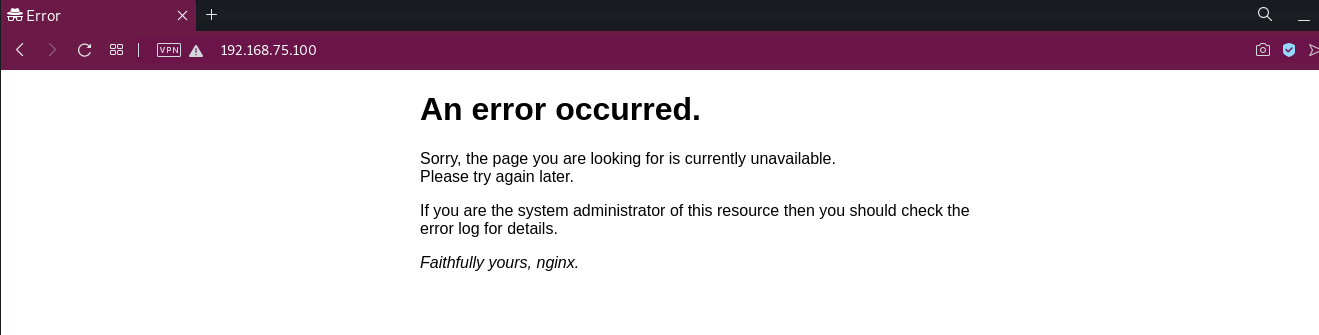 Error
VPN 192.168.75.100
An error occurred.
Sorry, the page you are looking for is currently unavailable.
Please try again later.
If you are the system administrator of this resource then you should check the
error log for details.
Faithfully yours, nginx.